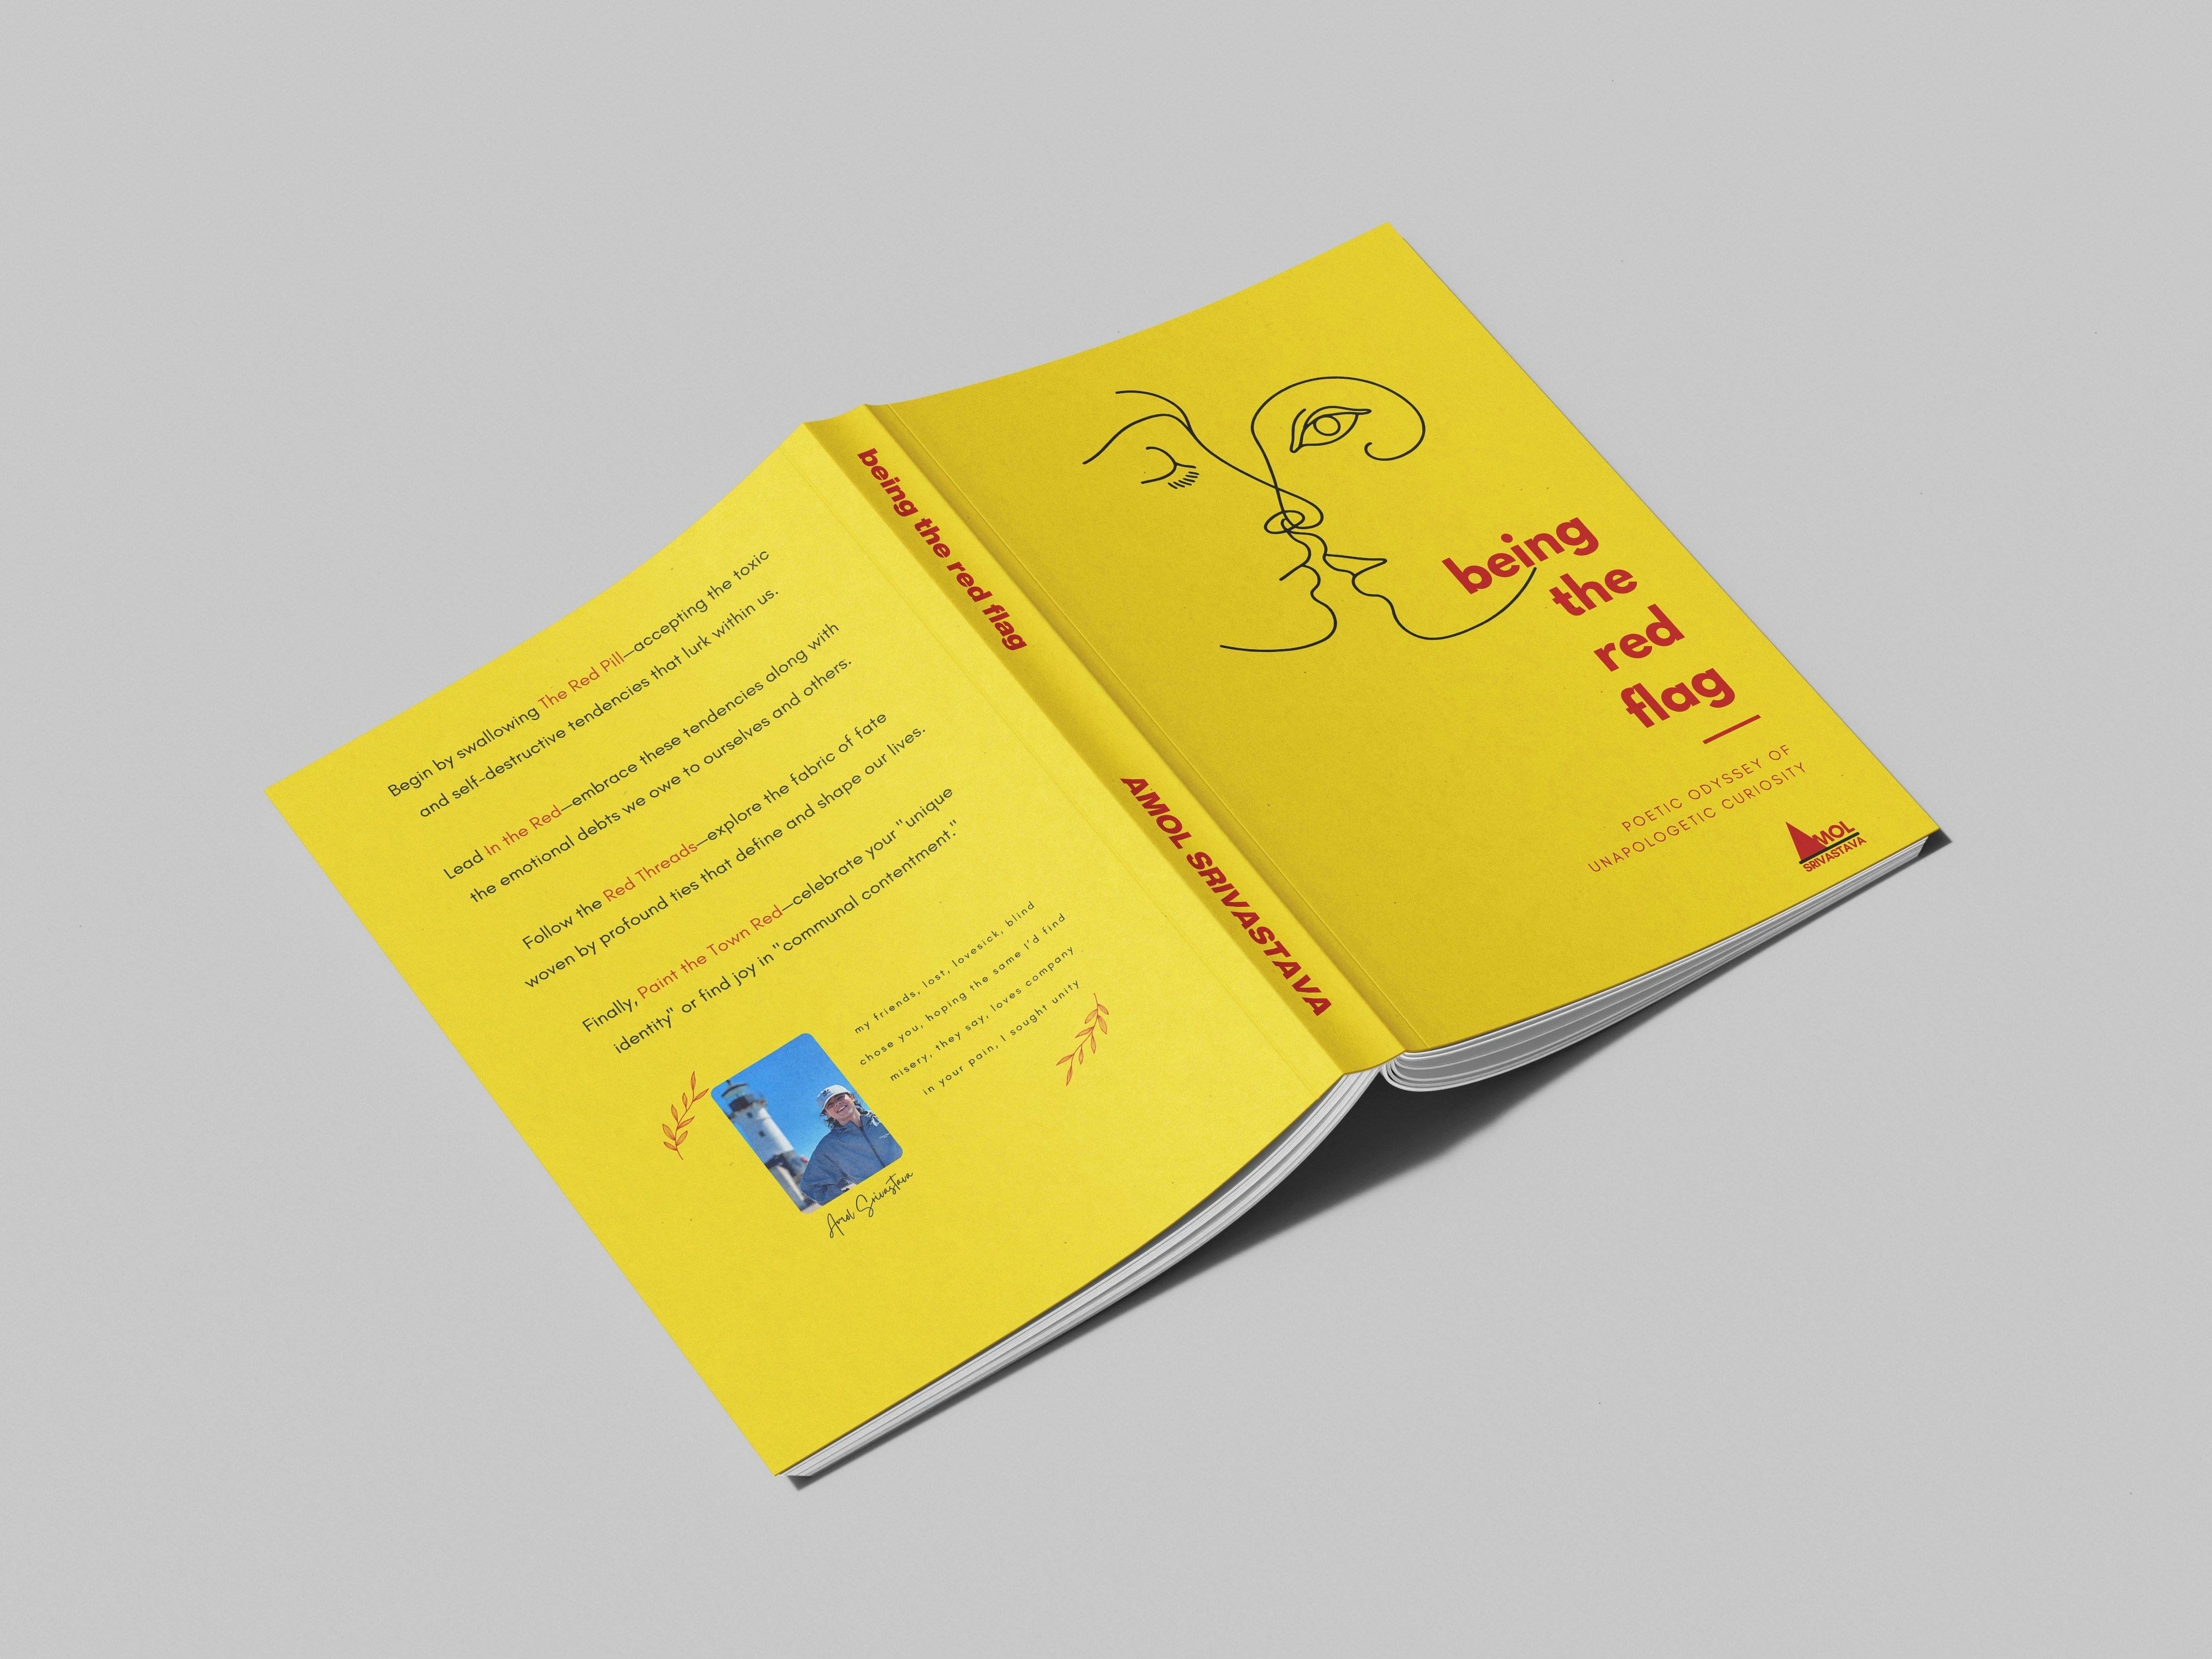 Begin by swallowing The Red Pill—accepting the toxic
and self-destructive tendencies that lurk within us.
Lead In the Red—embrace these tendencies along with
the emotional debts we owe to ourselves and others.
Follow the Red Threads—explore the fabric of fate
woven by profound ties that define and shape our lives.
Finally, Paint the Town Red—celebrate your "unique
identity" or find joy in "communal contentment."
my friends, lost, lovesick, blind
chose you, hoping the same I'd find
misery, they say, loves company
in your pain, I sought unity
Amol Srivastava
being the red flag
AMOL SRIVASTAVA
being
the
red
flag
POETIC ODYSSEY OF
UNAPOLOGETIC CURIOSITY
AMOL
SRIVASTAVA